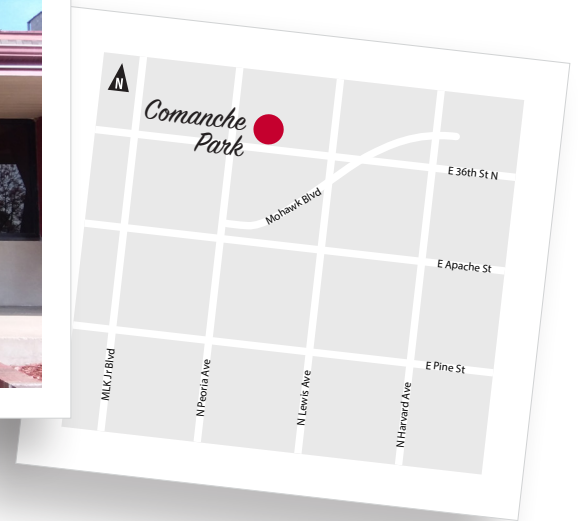 N
Comanche
Park
E 36th St N
Mohawk Blvd
E Apache St
E Pine St
MLK Jr Blvd
N Peoria Ave
N Lewis Ave
N Harvard Ave